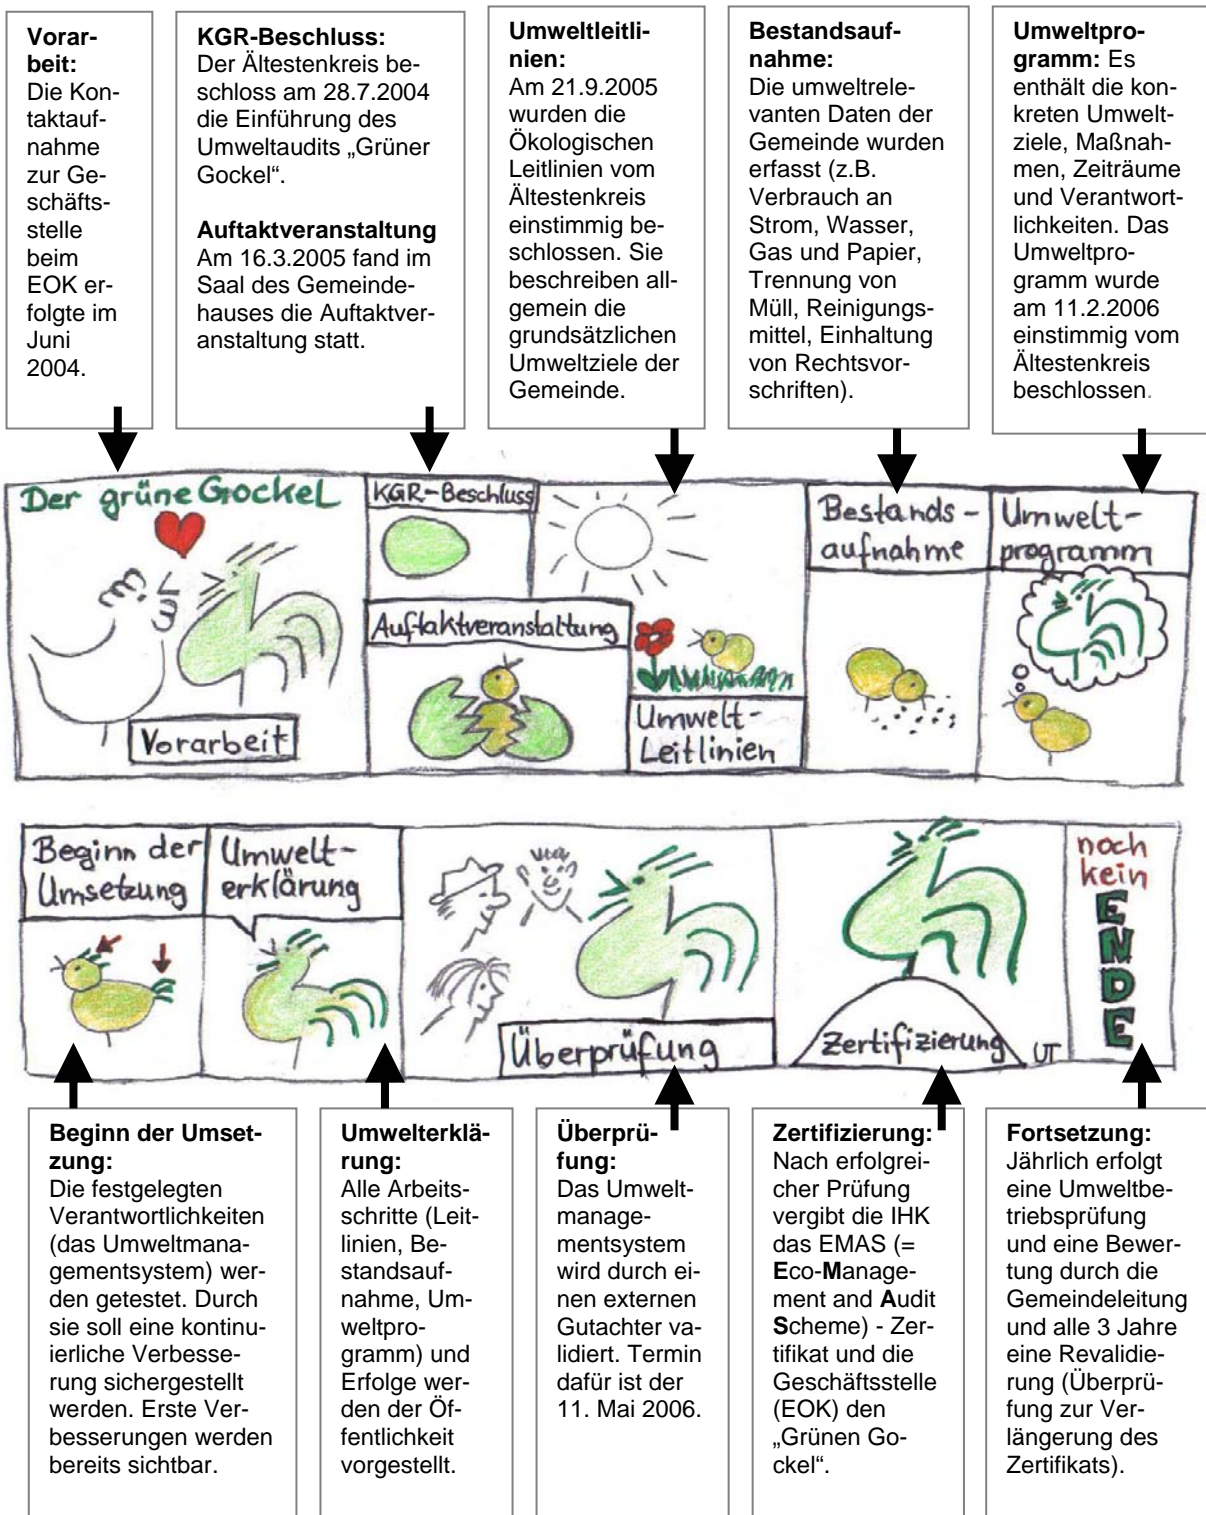 Vorar-
beit:
Die Kon-
taktauf-
nahme
zur Ge-
schäfts-
stelle
beim
EOK er-
folgte im
Juni
2004.
KGR-Beschluss:
Der Ältestenkreis be-
schloss am 28.7.2004
die Einführung des
Umweltaudits „Grüner
Gockel“.
Auftaktveranstaltung
Am 16.3.2005 fand im
Saal des Gemeinde-
hauses die Auftaktver-
anstaltung statt.
Umweltleitli-
nien:
Am 21.9.2005
wurden die
Ökologischen
Leitlinien vom
Ältestenkreis
einstimmig be-
schlossen. Sie
beschreiben all-
gemein die
grundsätzlichen
Umweltziele der
Gemeinde.
Bestandsauf-
nahme:
Die umweltrele-
vanten Daten der
Gemeinde wurden
erfasst (z.B.
Verbrauch an
Strom, Wasser,
Gas und Papier,
Trennung von
Müll, Reinigungs-
mittel, Einhaltung
von Rechtsvor-
schriften).
Umweltpro-
gramm: Es
enthält die kon-
kreten Umwelt-
ziele, Maßnah-
men, Zeiträume
und Verantwort-
lichkeiten. Das
Umweltpro-
gramm wurde
am 11.2.2006
einstimmig vom
Ältestenkreis
beschlossen.
Der grüne Gockel
Vorarbeit
KGR-Beschluss
Auftaktveranstaltung
Umwelt-
Leitlinien
Bestands-
aufnahme
Umwelt-
programm
Beginn der
Umsetzung
Umwelt-
erklärung
Überprüfung
Zertifizierung
UT
noch
kein
ENDE
Beginn der Umset-
zung:
Die festgelegten
Verantwortlichkeiten
(das Umweltmana-
gementsystem) wer-
den getestet. Durch
sie soll eine kontinu-
ierliche Verbesse-
rung sichergestellt
werden. Erste Ver-
besserungen werden
bereits sichtbar.
Umwelterklä-
rung:
Alle Arbeits-
schritte (Leit-
linien, Be-
standsauf-
nahme, Um-
weltpro-
gramm) und
Erfolge wer-
den der Öf-
fentlichkeit
vorgestellt.
Überprü-
fung:
Das Umwelt-
manage-
mentsystem
wird durch ei-
nen externen
Gutachter va-
lidiert. Termin
dafür ist der
11. Mai 2006.
Zertifizierung:
Nach erfolgrei-
cher Prüfung
vergibt die IHK
das EMAS (=
Eco-Manage-
ment and Audit
Scheme) - Zer-
tifikat und die
Geschäftsstelle
(EOK) den
„Grünen Go-
ckel“.
Fortsetzung:
Jährlich erfolgt
eine Umweltbe-
triebsprüfung
und eine Bewer-
tung durch die
Gemeindeleitung
und alle 3 Jahre
eine Revalidie-
rung (Überprü-
fung zur Ver-
längerung des
Zertifikats).